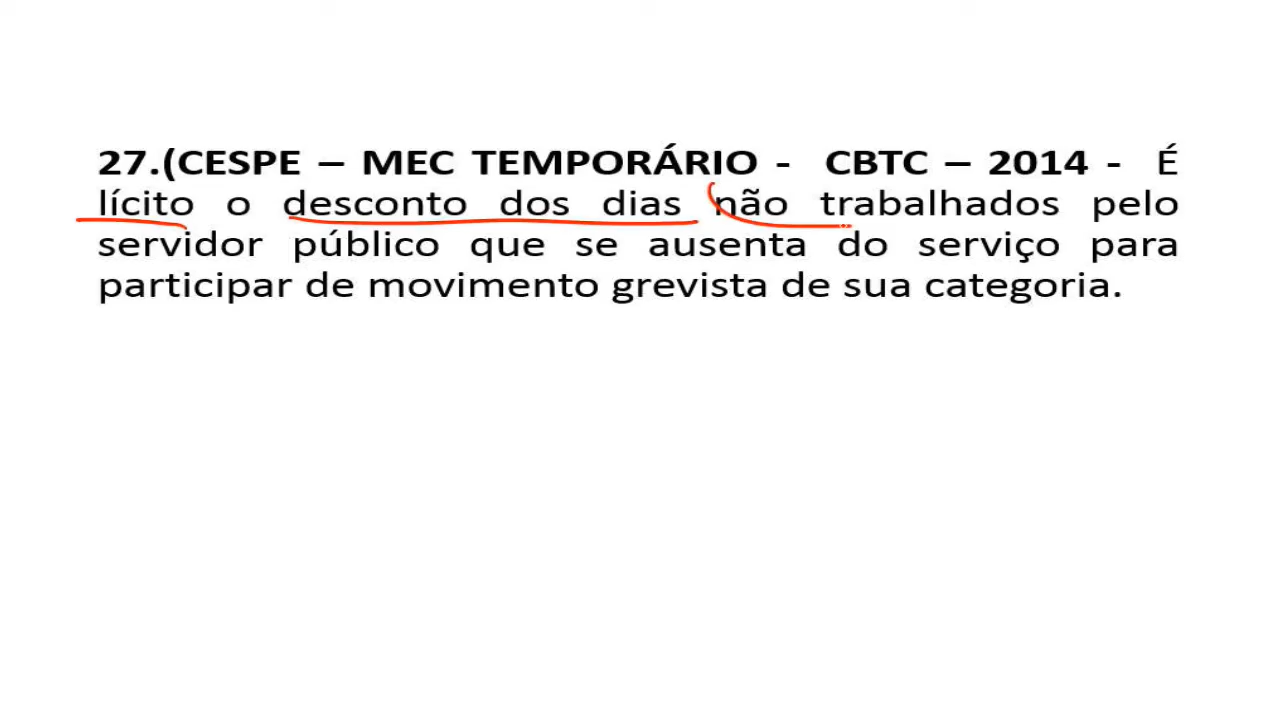 27.(CESPE – MEC TEMPORÁRIO - CBTC – 2014 - É
lícito o desconto dos dias não trabalhados pelo
servidor público que se ausenta do serviço para
participar de movimento grevista de sua categoria.